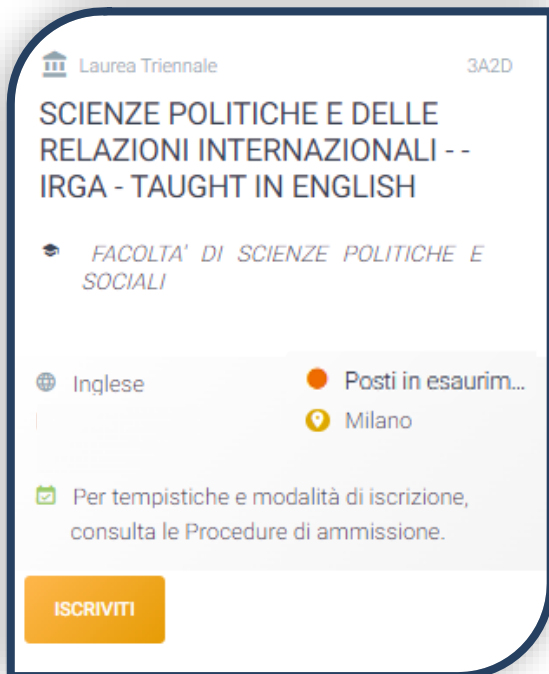 Laurea Triennale 3A2D
SCIENZE POLITICHE E DELLE
RELAZIONI INTERNAZIONALI - -
IRGA - TAUGHT IN ENGLISH
FACOLTA' DI SCIENZE POLITICHE E
SOCIALI
Inglese Posti in esaurim...
Milano
Per tempistiche e modalità di iscrizione,
consulta le Procedure di ammissione.
ISCRIVITI